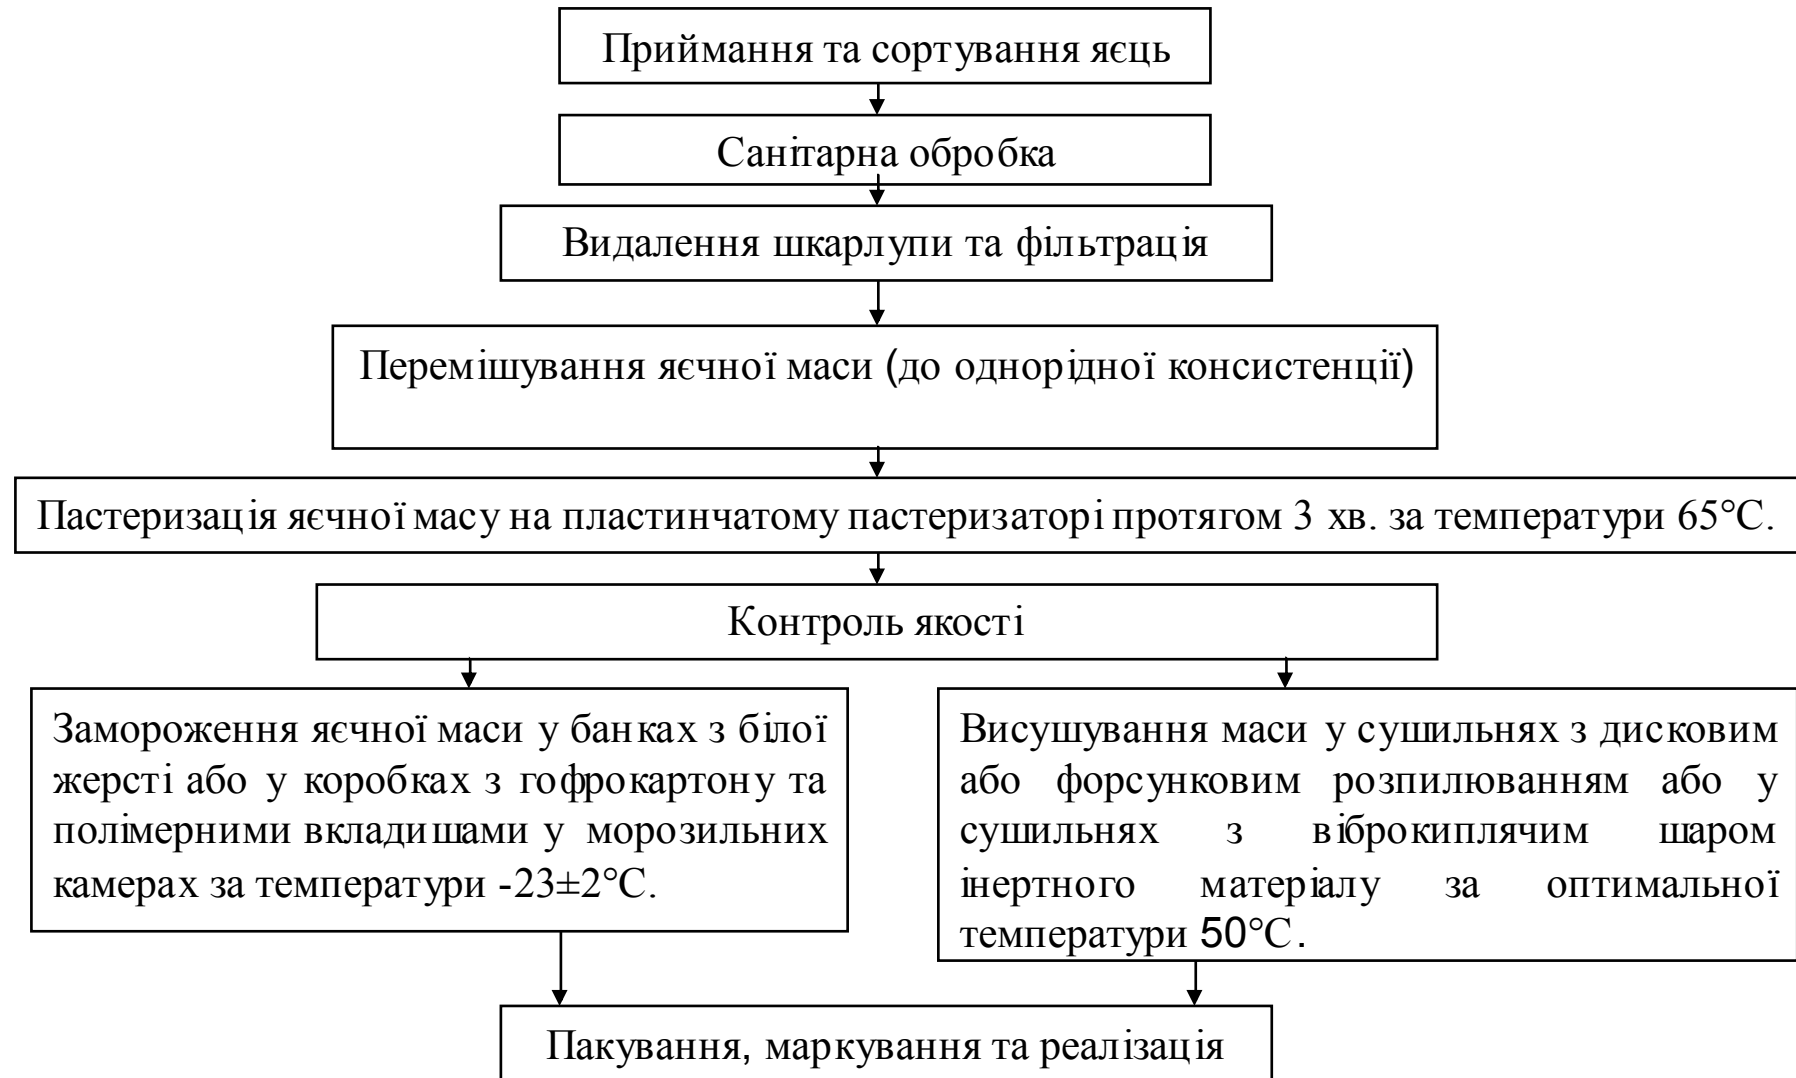 Приймання та сортування яєць
Санітарна обробка
Видалення шкарлупи та фільтрація
Перемішування яєчної маси (до однорідної консистенції)
Пастеризація яєчної масу на пластинчатому пастеризаторі протягом 3 хв. за температури 65°С.
Контроль якості
Замороження яєчної маси у банках з білої
жерсті або у коробках з гофрокартону та
полімерними вкладишами у морозильних
камерах за температури -23±2°С.
Висушування маси у сушильнях з дисковим
або форсунковим розпилюванням або у
сушильнях з віброкиплячим шаром
інертного матеріалу за оптимальної
температури 50°С.
Пакування, маркування та реалізація